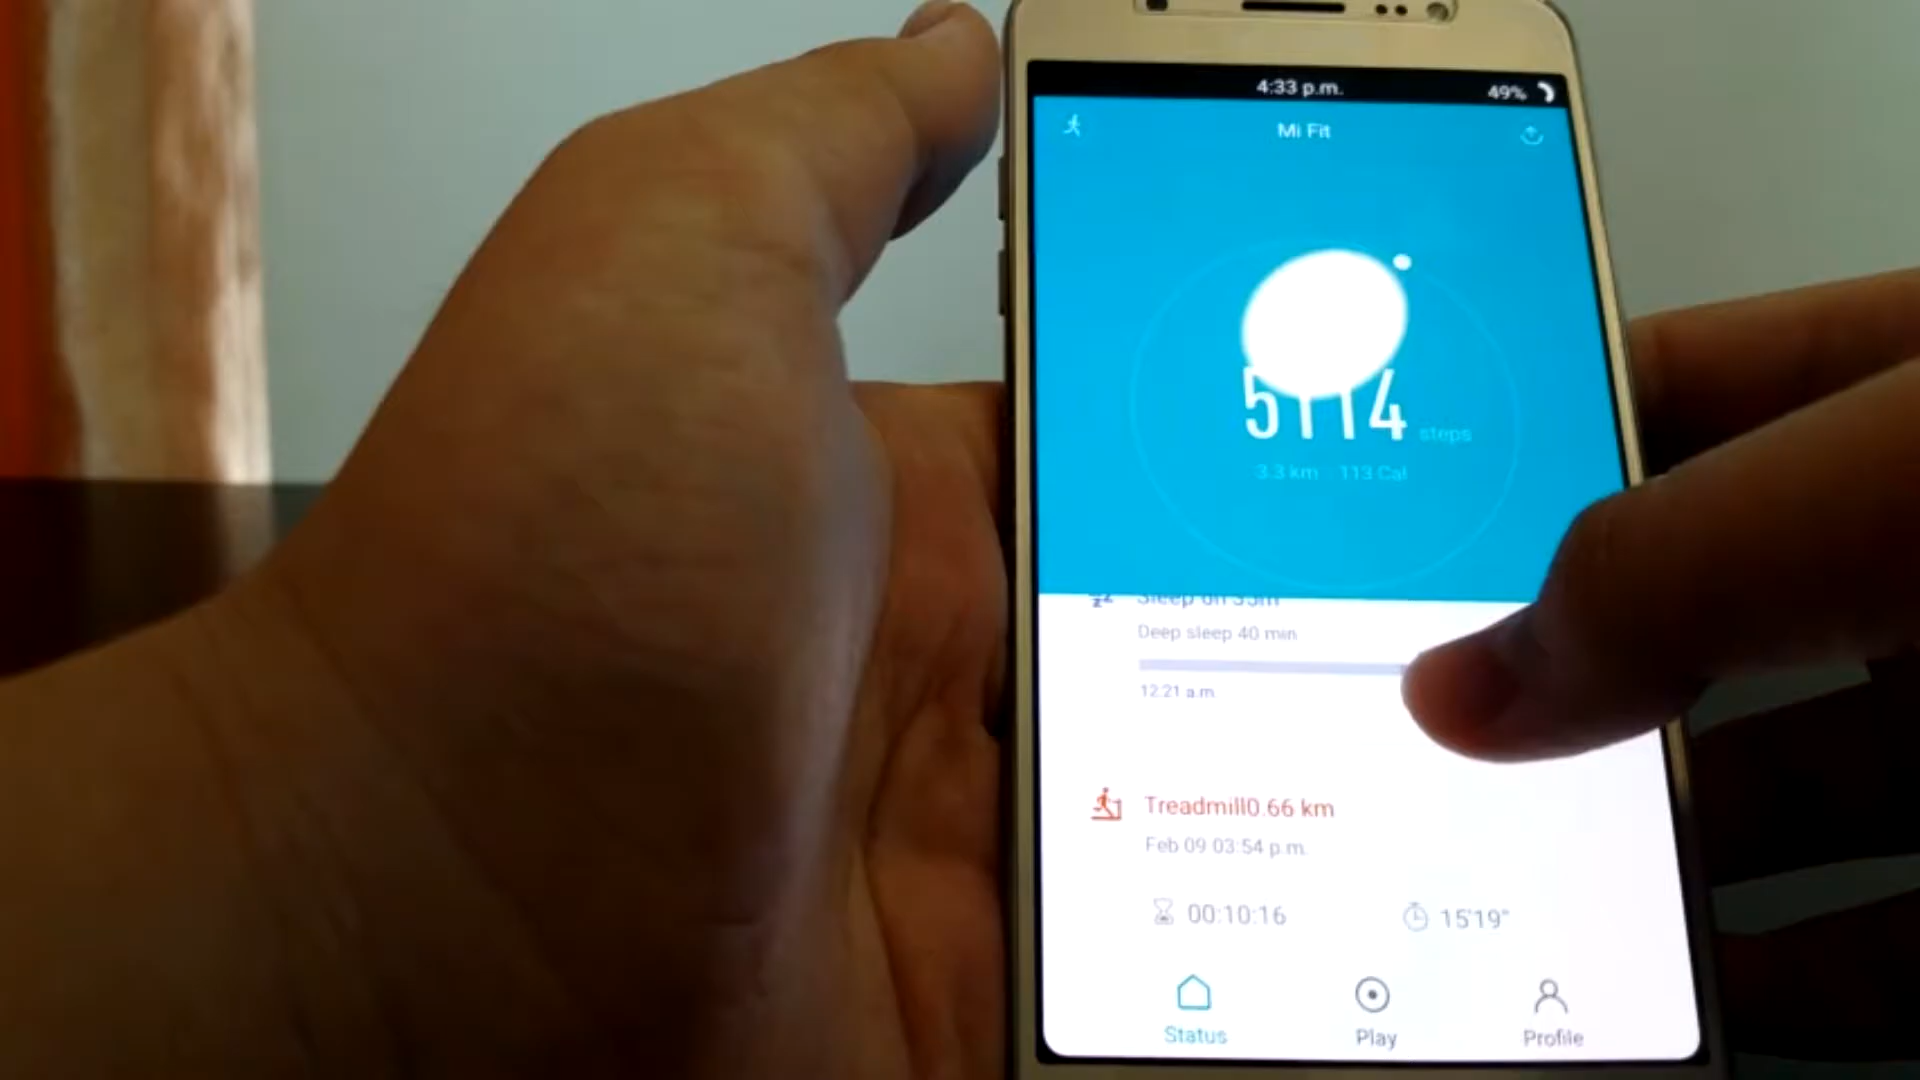 4:33 p.m. 49%
Mi Fit
5114 steps
3.3 km 113 Cal
Sleep 6h 35m
Deep sleep 40 min
12:21 a.m.
Treadmill0.66 km
Feb 09 03:54 p.m.
00:10:16 15'19"
Status Play Profile